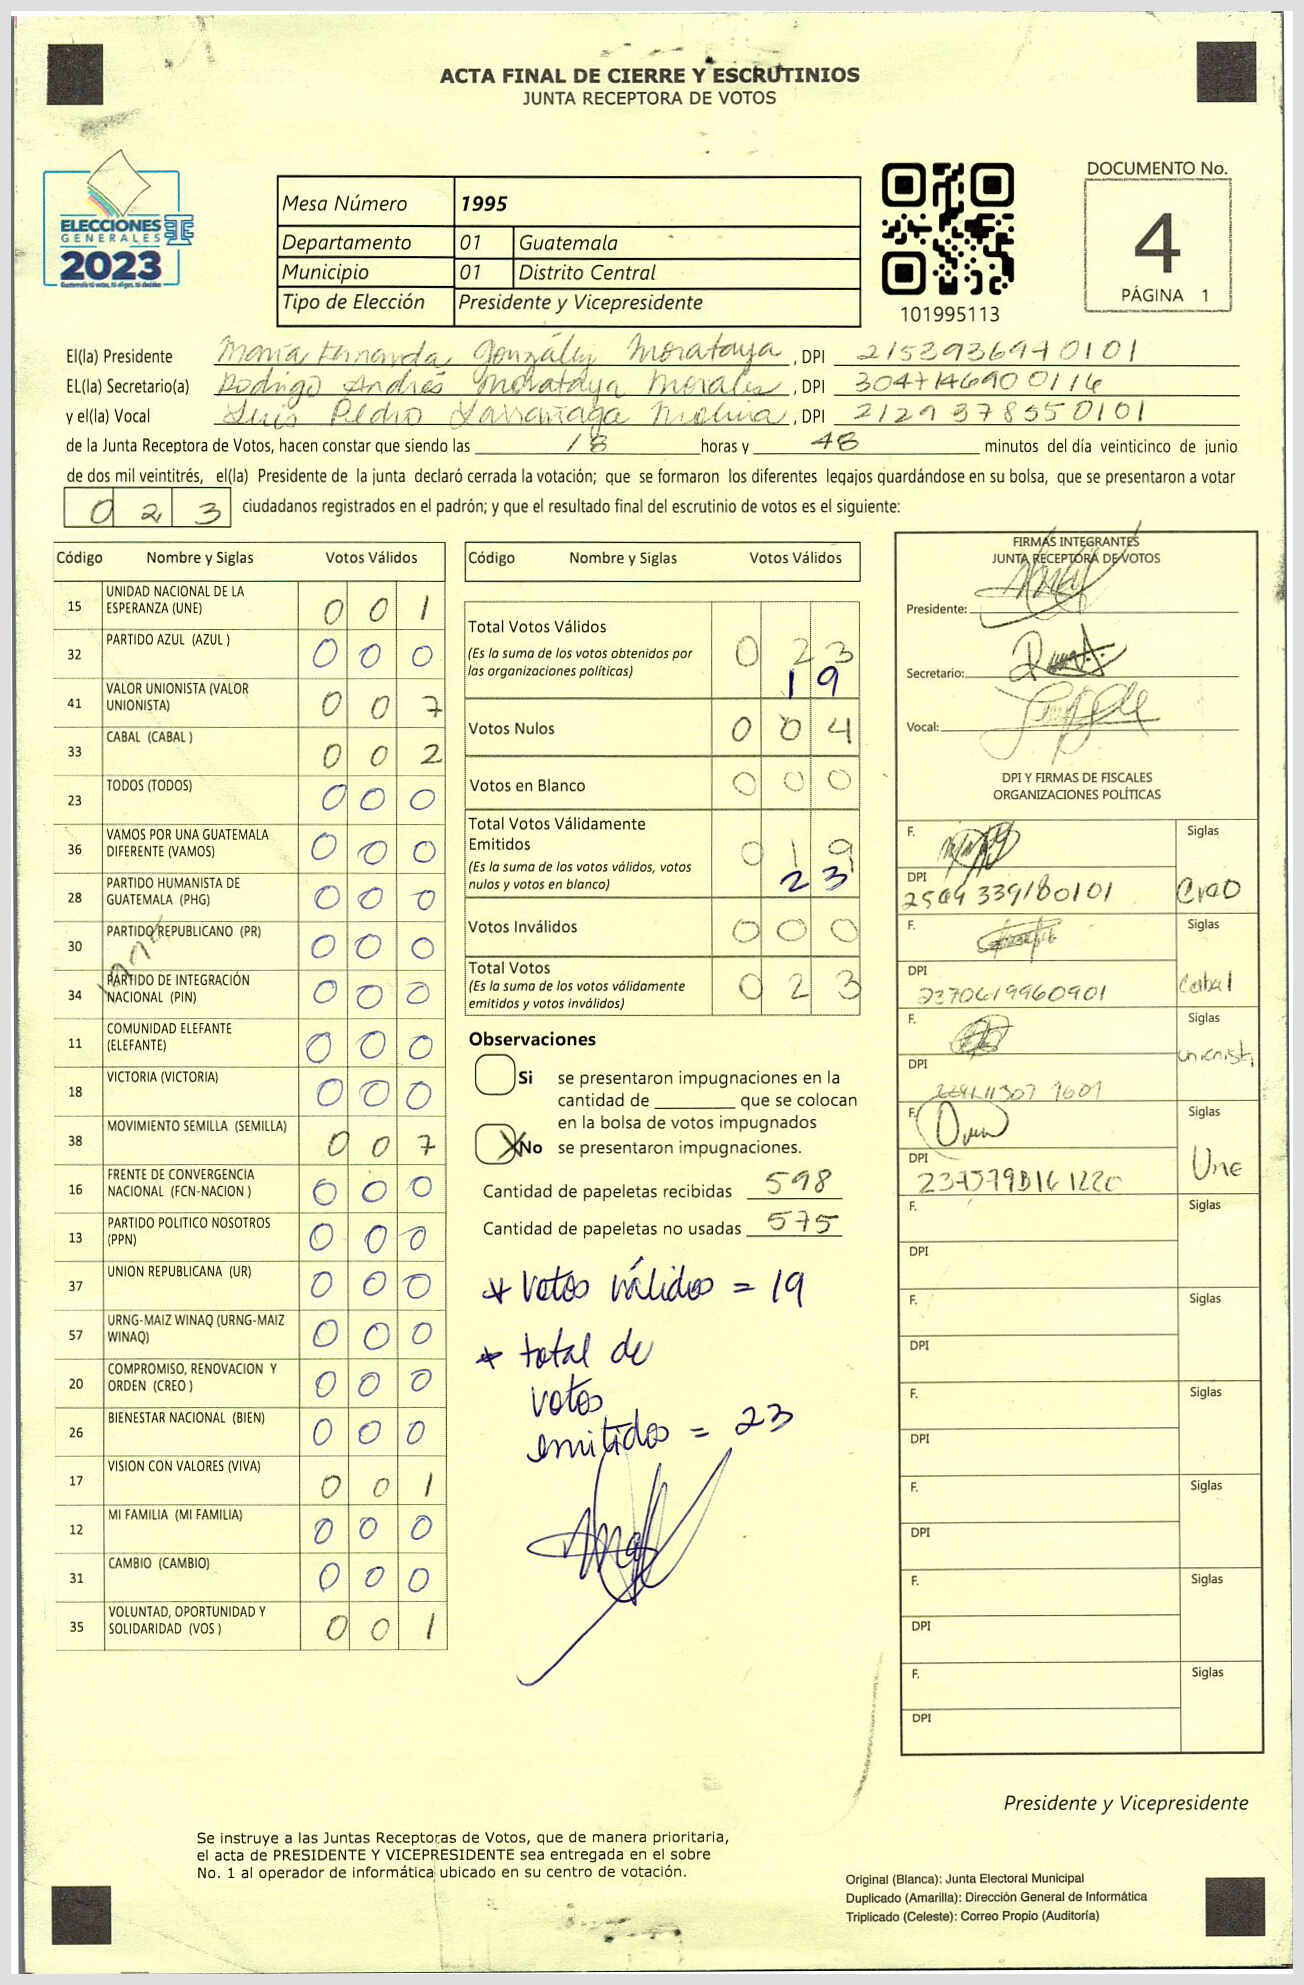 ACTA FINAL DE CIERRE Y ESCRUTINIOS
JUNTA RECEPTORA DE VOTOS
ELECCIONES
GENERALES
2023
Mesa Número 1995
Departamento 01 Guatemala
Municipio 01 Distrito Central
Tipo de Elección Presidente y Vicepresidente
101995113
DOCUMENTO No.
4
PÁGINA 1
El(la) Presidente María Fernanda González Morataya, DPI 2153936970101
EL(la) Secretario(a) Rodrigo Andrés Morataya Morales, DPI 3047146900116
y el(la) Vocal Luis Pedro Larrañaga Molina, DPI 2129378550101
de la Junta Receptora de Votos, hacen constar que siendo las 18 horas y 48 minutos del día veinticinco de junio
de dos mil veintitrés, el(la) Presidente de la junta declaró cerrada la votación; que se formaron los diferentes legajos guardándose en su bolsa, que se presentaron a votar
0 2 3 ciudadanos registrados en el padrón; y que el resultado final del escrutinio de votos es el siguiente:
Código Nombre y Siglas Votos Válidos
15 UNIDAD NACIONAL DE LA ESPERANZA (UNE) 0 0 1
32 PARTIDO AZUL (AZUL ) 0 0 0
41 VALOR UNIONISTA (VALOR UNIONISTA) 0 0 7
33 CABAL (CABAL ) 0 0 2
23 TODOS (TODOS) 0 0 0
36 VAMOS POR UNA GUATEMALA DIFERENTE (VAMOS) 0 0 0
28 PARTIDO HUMANISTA DE GUATEMALA (PHG) 0 0 0
30 PARTIDO REPUBLICANO (PR) 0 0 0
34 PARTIDO DE INTEGRACIÓN NACIONAL (PIN) 0 0 0
11 COMUNIDAD ELEFANTE (ELEFANTE) 0 0 0
18 VICTORIA (VICTORIA) 0 0 0
38 MOVIMIENTO SEMILLA (SEMILLA) 0 0 7
16 FRENTE DE CONVERGENCIA NACIONAL (FCN-NACION ) 0 0 0
13 PARTIDO POLITICO NOSOTROS (PPN) 0 0 0
37 UNION REPUBLICANA (UR) 0 0 0
57 URNG-MAIZ WINAQ (URNG-MAIZ WINAQ) 0 0 0
20 COMPROMISO, RENOVACION Y ORDEN (CREO ) 0 0 0
26 BIENESTAR NACIONAL (BIEN) 0 0 0
17 VISION CON VALORES (VIVA) 0 0 1
12 MI FAMILIA (MI FAMILIA) 0 0 0
31 CAMBIO (CAMBIO) 0 0 0
35 VOLUNTAD, OPORTUNIDAD Y SOLIDARIDAD (VOS ) 0 0 1
Código Nombre y Siglas Votos Válidos
Total Votos Válidos 0 2 3
(Es la suma de los votos obtenidos por
las organizaciones políticas) 1 9
Votos Nulos 0 0 4
Votos en Blanco 0 0 0
Total Votos Válidamente
Emitidos 0 1 9
(Es la suma de los votos válidos, votos
nulos y votos en blanco) 2 3
Votos Inválidos 0 0 0
Total Votos 0 2 3
(Es la suma de los votos válidamente
emitidos y votos inválidos)
Observaciones
Si se presentaron impugnaciones en la
cantidad de ________ que se colocan
en la bolsa de votos impugnados
X No se presentaron impugnaciones.
Cantidad de papeletas recibidas 598
Cantidad de papeletas no usadas 575
* Votos válidos = 19
* total de
votos
emitidos = 23
FIRMAS INTEGRANTES
JUNTA RECEPTORA DE VOTOS
Presidente:
Secretario:
Vocal:
DPI Y FIRMAS DE FISCALES
ORGANIZACIONES POLÍTICAS
F. Siglas
DPI Creo
F. Siglas
DPI 2370619960901 Cabal
F. Siglas
DPI unionista
F. Siglas
DPI Une
F. Siglas
DPI
F. Siglas
DPI
F. Siglas
DPI
F. Siglas
DPI
F. Siglas
DPI
F. Siglas
DPI
Presidente y Vicepresidente
Se instruye a las Juntas Receptoras de Votos, que de manera prioritaria,
el acta de PRESIDENTE Y VICEPRESIDENTE sea entregada en el sobre
No. 1 al operador de informática ubicado en su centro de votación.
Original (Blanca): Junta Electoral Municipal
Duplicado (Amarilla): Dirección General de Informática
Triplicado (Celeste): Correo Propio (Auditoría)